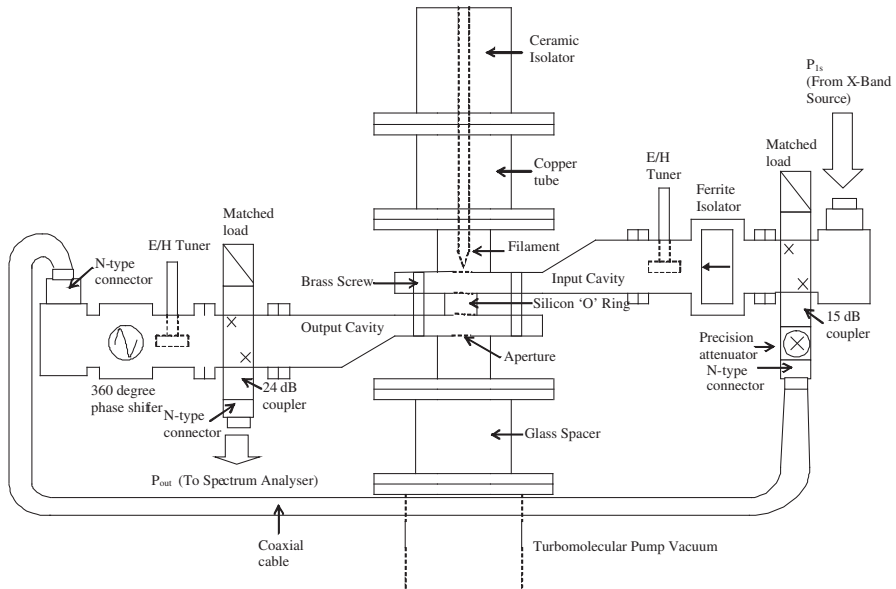 Ceramic
Isolator
P1s
(From X-Band
Source)
Copper
tube
Matched
load
E/H
Tuner
Ferrite
Isolator
Matched
load
Filament
E/H Tuner
N-type
connector
Brass Screw
Input Cavity
Silicon ‘O’ Ring
Output Cavity
15 dB
coupler
Aperture
Precision
attenuator
N-type
connector
360 degree
phase shifter
24 dB
coupler
N-type
connector
Glass Spacer
Pout (To Spectrum Analyser)
Coaxial
cable
Turbomolecular Pump Vacuum